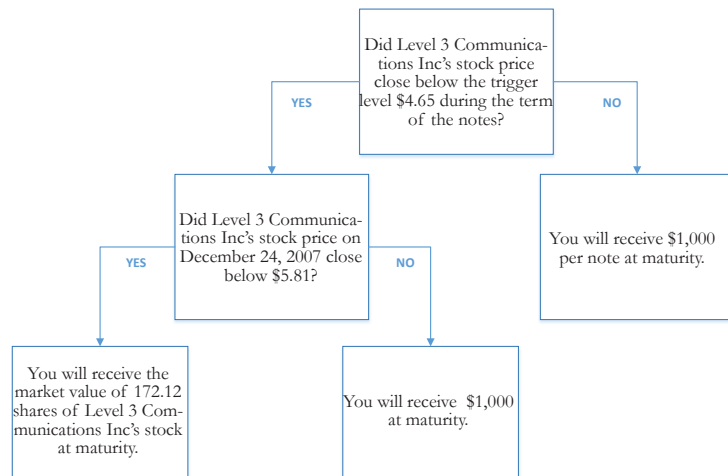 Did Level 3 Communica-
tions Inc's stock price
close below the trigger
level $4.65 during the term
of the notes?
YES
NO
Did Level 3 Communica-
tions Inc's stock price on
December 24, 2007 close
below $5.81?
You will receive $1,000
per note at maturity.
YES
NO
You will receive the
market value of 172.12
shares of Level 3 Com-
munications Inc's stock
at maturity.
You will receive $1,000
at maturity.